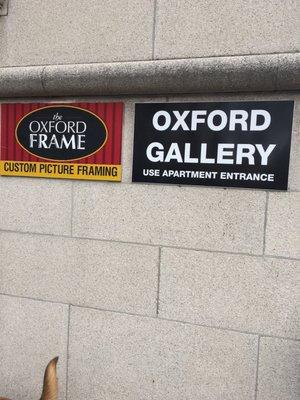 the
OXFORD
FRAME
CUSTOM PICTURE FRAMING
OXFORD
GALLERY
USE APARTMENT ENTRANCE